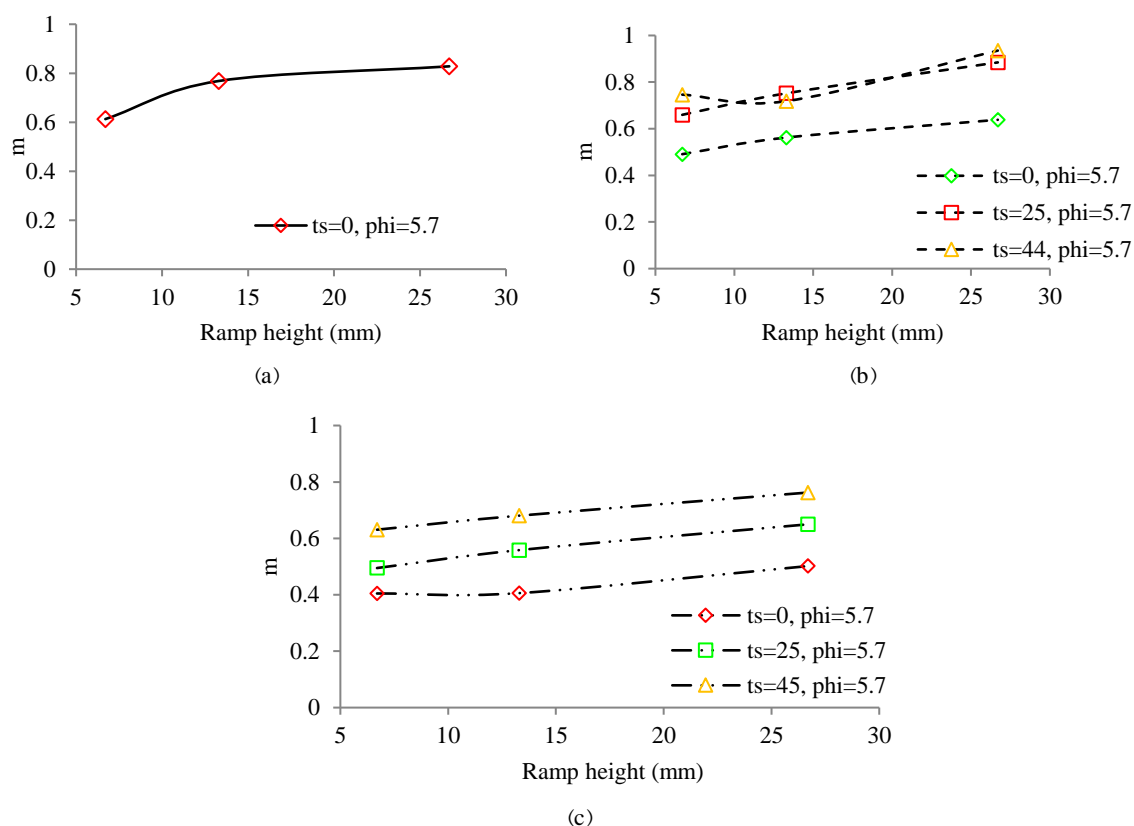 1
0.8
0.6
m
0.4
0.2
0
ts=0, phi=5.7
5 10 15 20 25 30
Ramp height (mm)
(a)
1
0.8
0.6
m
0.4
0.2
0
ts=0, phi=5.7
ts=25, phi=5.7
ts=44, phi=5.7
5 10 15 20 25 30
Ramp height (mm)
(b)
1
0.8
0.6
m
0.4
0.2
0
ts=0, phi=5.7
ts=25, phi=5.7
ts=45, phi=5.7
5 10 15 20 25 30
Ramp height (mm)
(c)